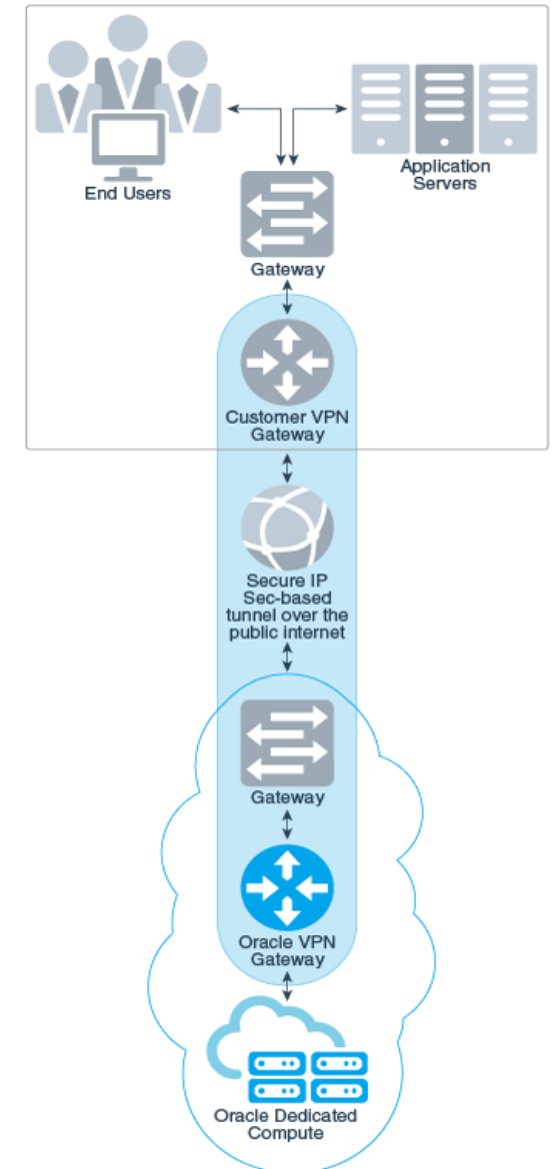 End Users
Application
Servers
Gateway
Customer VPN
Gateway
Secure IP
Sec-based
tunnel over the
public internet
Gateway
Oracle VPN
Gateway
Oracle Dedicated
Compute